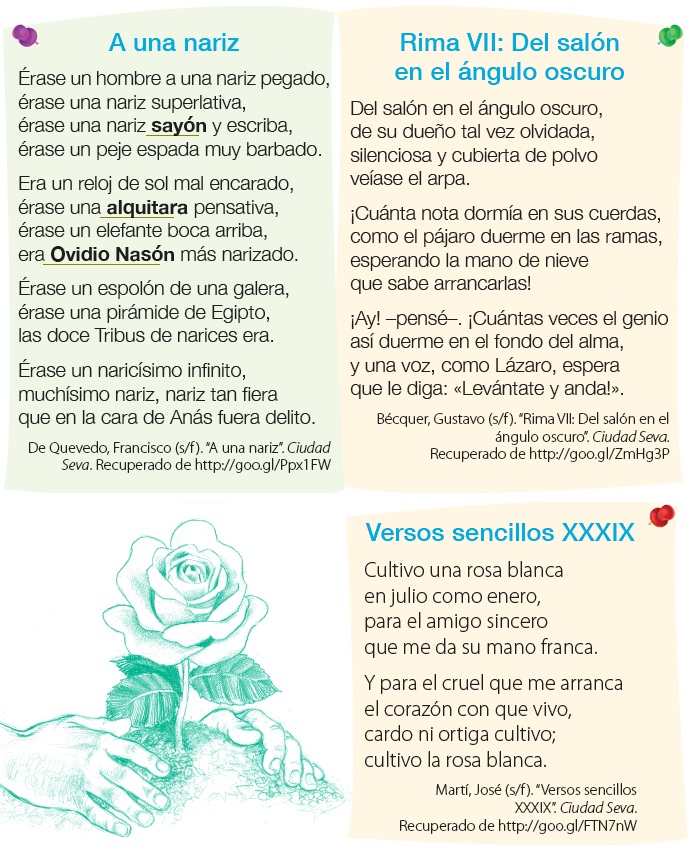 A una nariz
Érase un hombre a una nariz pegado,
érase una nariz superlativa,
érase una nariz sayón y escriba,
érase un peje espada muy barbado.
Era un reloj de sol mal encarado,
érase una alquitara pensativa,
érase un elefante boca arriba,
era Ovidio Nasón más narizado.
Érase un espolón de una galera,
érase una pirámide de Egipto,
las doce Tribus de narices era.
Érase un naricísimo infinito,
muchísimo nariz, nariz tan fiera
que en la cara de Anás fuera delito.
De Quevedo, Francisco (s/f). “A una nariz”. Ciudad
Seva. Recuperado de http://goo.gl/Ppx1FW
Rima VII: Del salón
en el ángulo oscuro
Del salón en el ángulo oscuro,
de su dueño tal vez olvidada,
silenciosa y cubierta de polvo
veíase el arpa.
¡Cuánta nota dormía en sus cuerdas,
como el pájaro duerme en las ramas,
esperando la mano de nieve
que sabe arrancarlas!
¡Ay! –pensé–. ¡Cuántas veces el genio
así duerme en el fondo del alma,
y una voz, como Lázaro, espera
que le diga: «Levántate y anda!».
Bécquer, Gustavo (s/f). “Rima VII: Del salón en el
ángulo oscuro”. Ciudad Seva.
Recuperado de http://goo.gl/ZmHg3P
Versos sencillos XXXIX
Cultivo una rosa blanca
en julio como enero,
para el amigo sincero
que me da su mano franca.
Y para el cruel que me arranca
el corazón con que vivo,
cardo ni ortiga cultivo;
cultivo la rosa blanca.
Martí, José (s/f). “Versos sencillos
XXXIX”. Ciudad Seva.
Recuperado de http://goo.gl/FTN7nW